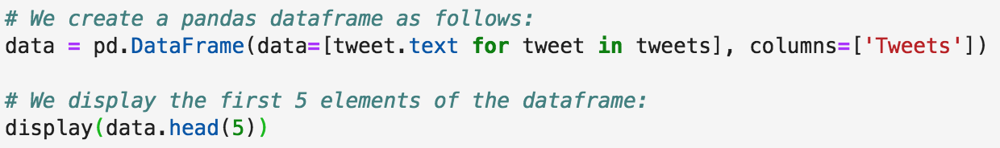 # We create a pandas dataframe as follows:
data = pd.DataFrame(data=[tweet.text for tweet in tweets], columns=['Tweets'])
# We display the first 5 elements of the dataframe:
display(data.head(5))